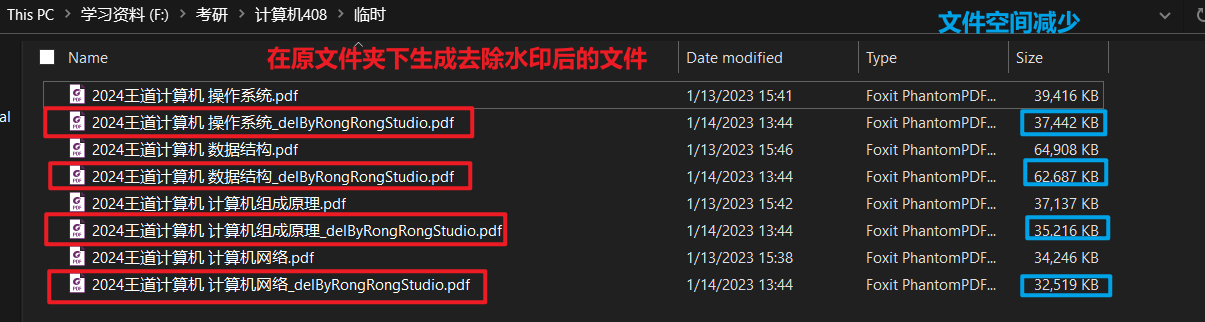 This PC > 学习资料 (F:) > 考研 > 计算机408 > 临时
文件空间减少
Name Date modified Type Size
在原文件夹下生成去除水印后的文件
2024王道计算机 操作系统.pdf 1/13/2023 15:41 Foxit PhantomPDF... 39,416 KB
al
2024王道计算机 操作系统_delByRongRongStudio.pdf 1/14/2023 13:44 Foxit PhantomPDF... 37,442 KB
2024王道计算机 数据结构.pdf 1/13/2023 15:46 Foxit PhantomPDF... 64,908 KB
2024王道计算机 数据结构_delByRongRongStudio.pdf 1/14/2023 13:44 Foxit PhantomPDF... 62,687 KB
2024王道计算机 计算机组成原理.pdf 1/13/2023 15:42 Foxit PhantomPDF... 37,137 KB
2024王道计算机 计算机组成原理_delByRongRongStudio.pdf 1/14/2023 13:44 Foxit PhantomPDF... 35,216 KB
2024王道计算机 计算机网络.pdf 1/13/2023 15:38 Foxit PhantomPDF... 34,246 KB
2024王道计算机 计算机网络_delByRongRongStudio.pdf 1/14/2023 13:44 Foxit PhantomPDF... 32,519 KB